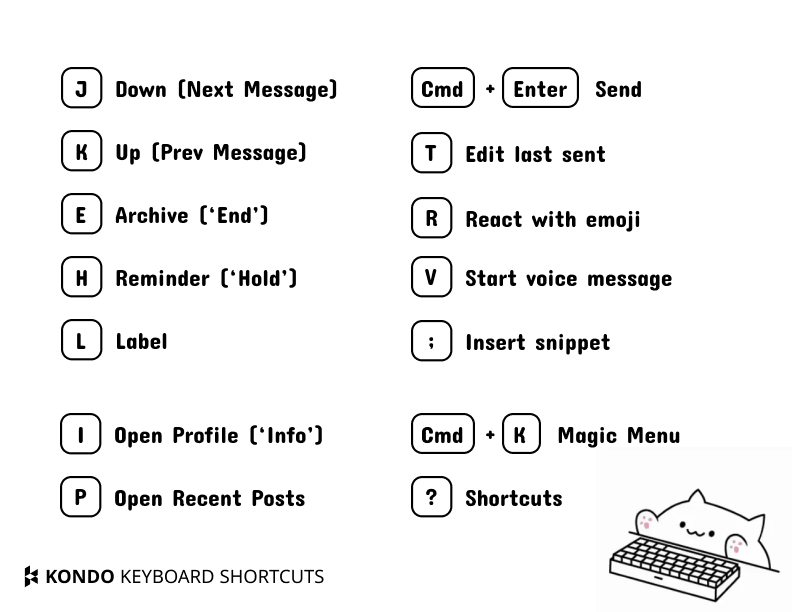 J Down (Next Message)
K Up (Prev Message)
E Archive (‘End’)
H Reminder (‘Hold’)
L Label
I Open Profile (‘Info’)
P Open Recent Posts
Cmd + Enter Send
T Edit last sent
R React with emoji
V Start voice message
; Insert snippet
Cmd + K Magic Menu
? Shortcuts
KONDO KEYBOARD SHORTCUTS